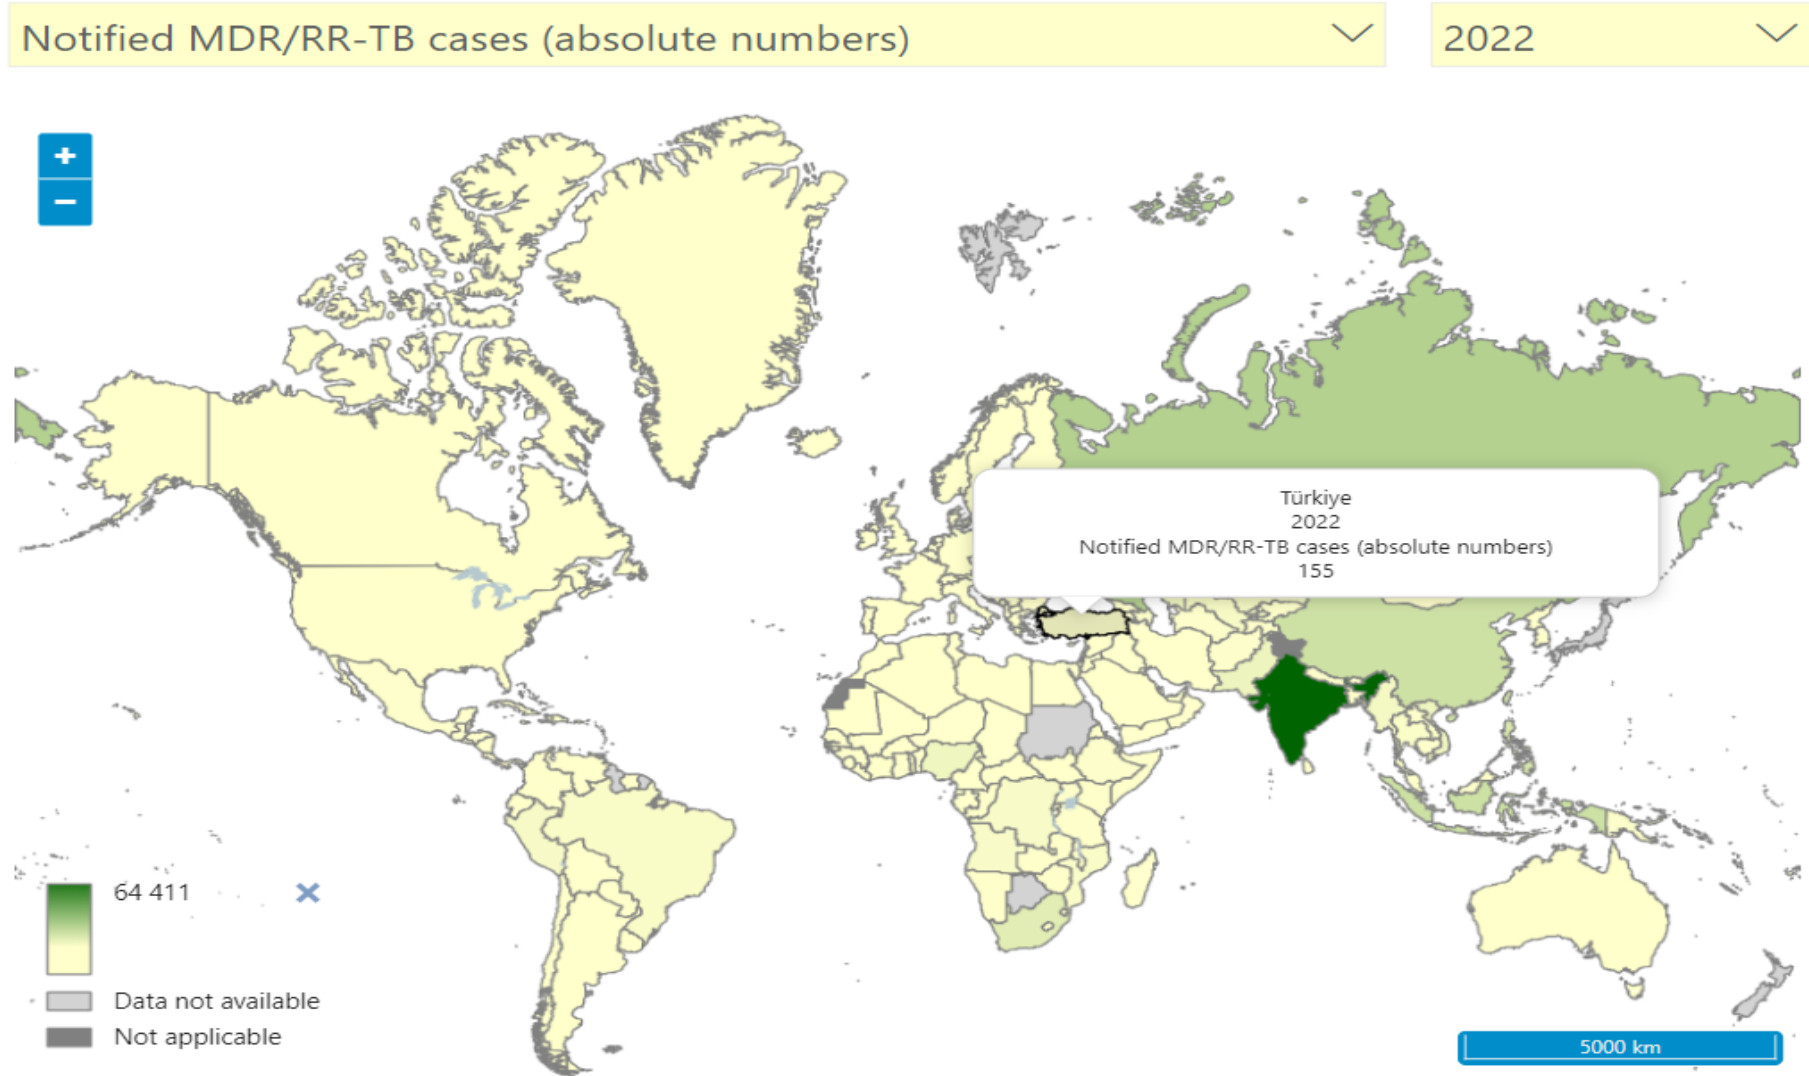 Notified MDR/RR-TB cases (absolute numbers)
2022
+
−
Türkiye
2022
Notified MDR/RR-TB cases (absolute numbers)
155
64 411
Data not available
Not applicable
5000 km